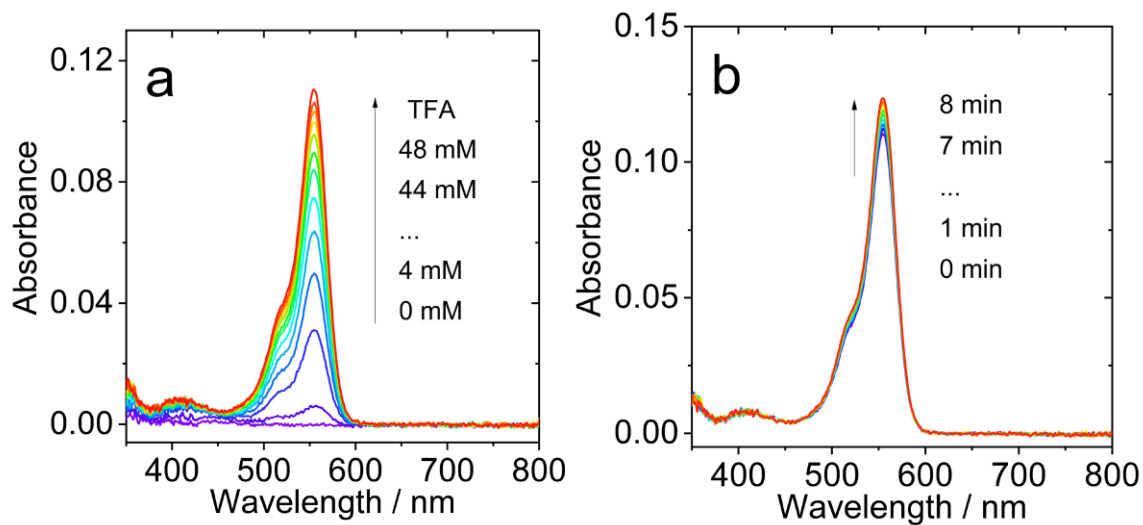 a
0.12
0.08
0.04
0.00
Absorbance
TFA
48 mM
44 mM
...
4 mM
0 mM
400 500 600 700 800
Wavelength / nm
b
0.15
0.10
0.05
0.00
Absorbance
8 min
7 min
...
1 min
0 min
400 500 600 700 800
Wavelength / nm